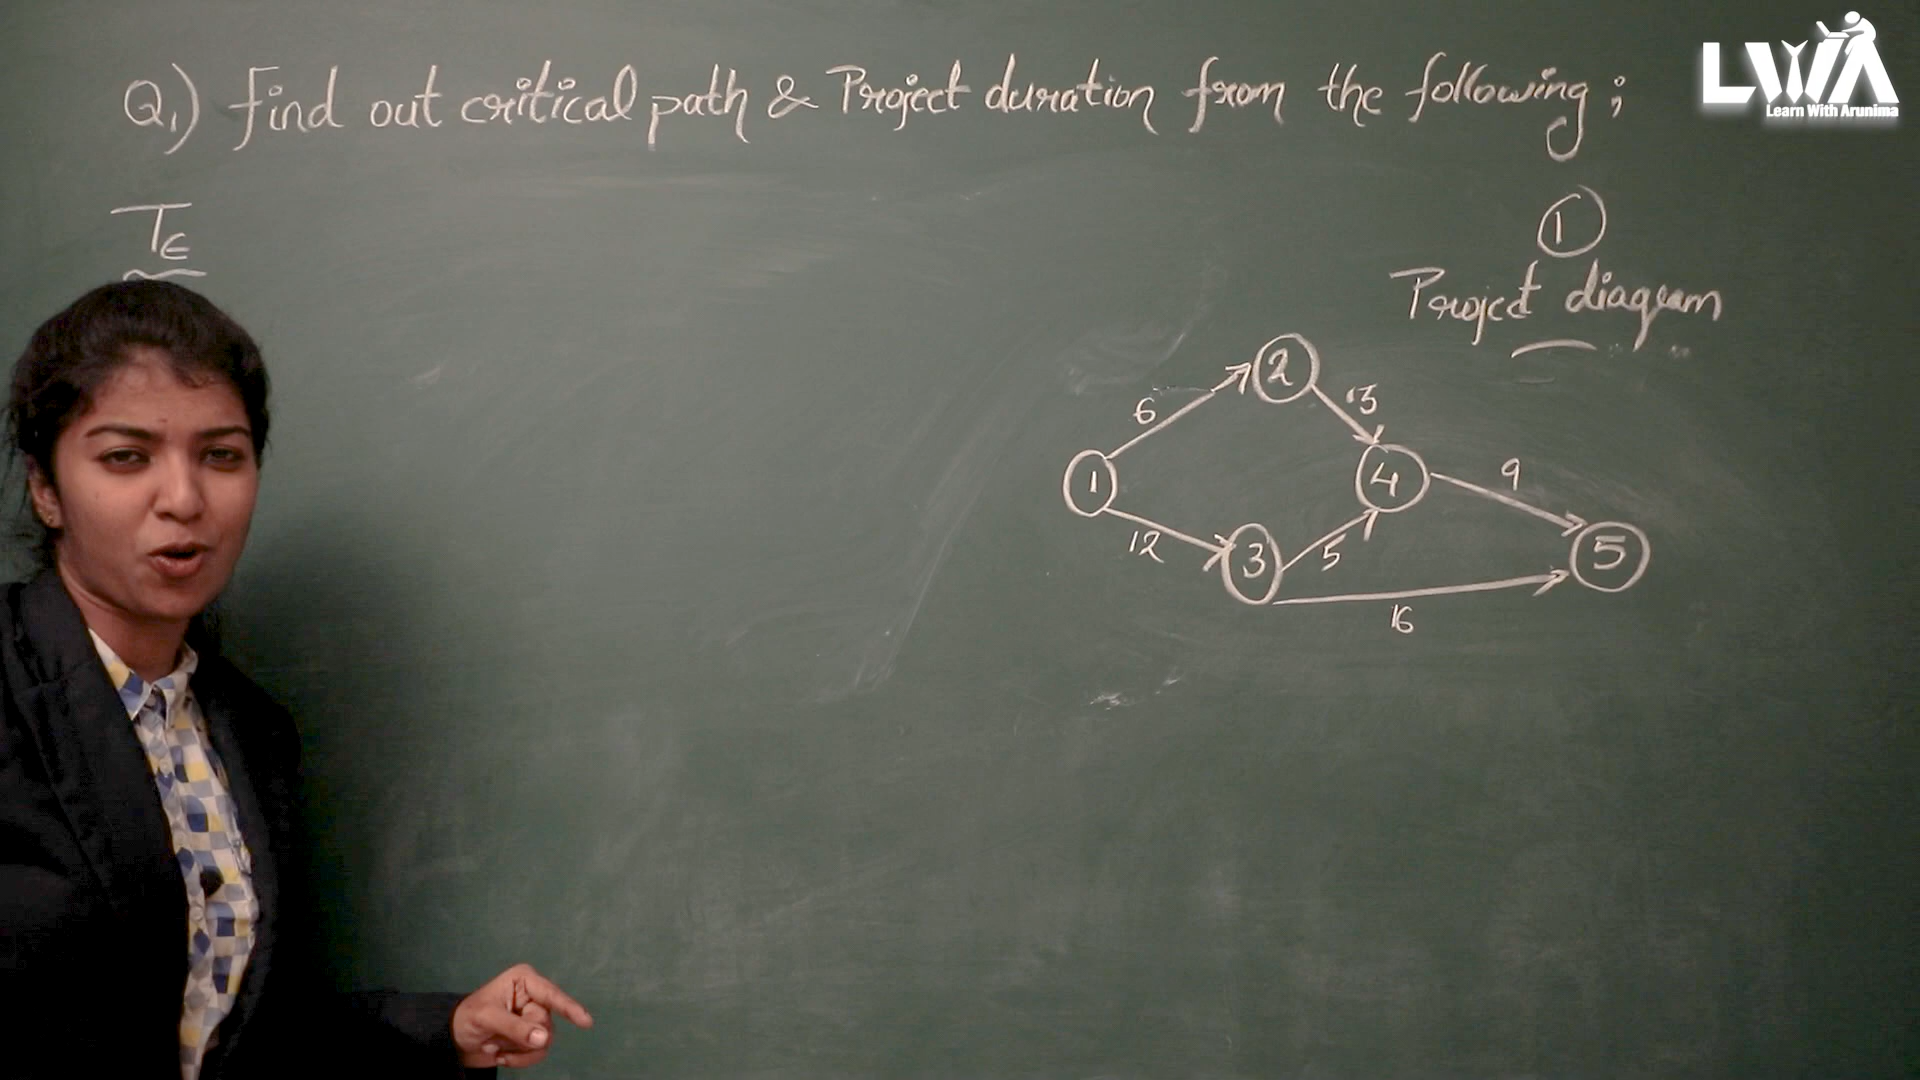 Q1) Find out critical path & Project duration from the following ;
LWA
Learn With Arunima
TE
1
Project diagram
2
6
3
1
4
9
12
3
5
5
16